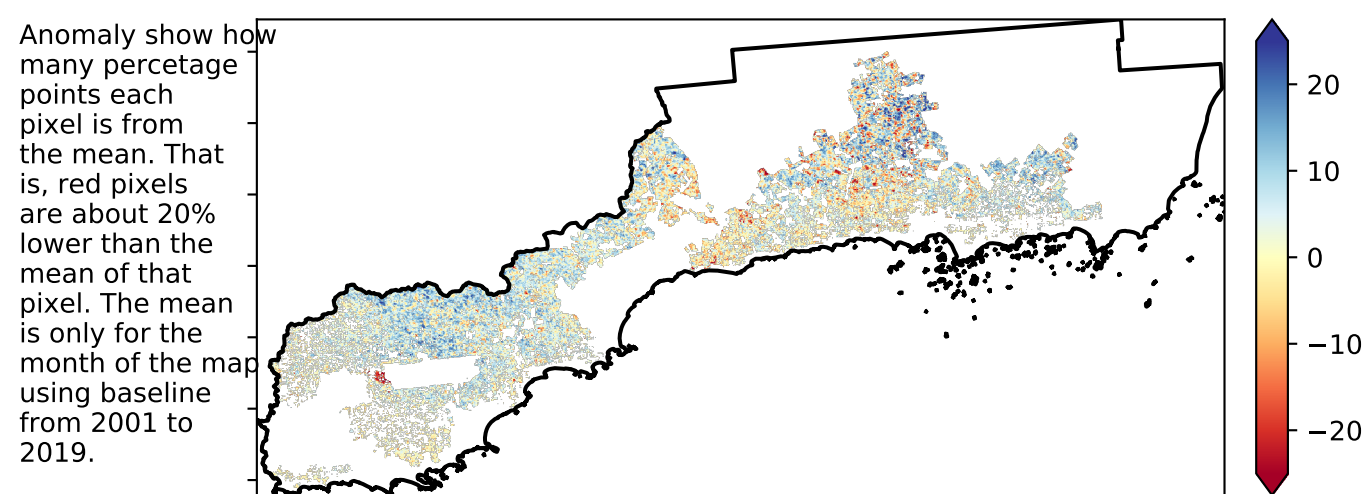 Anomaly show how
many percetage
points each
pixel is from
the mean. That
is, red pixels
are about 20%
lower than the
mean of that
pixel. The mean
is only for the
month of the map
using baseline
from 2001 to
2019.
20
10
0
−10
−20